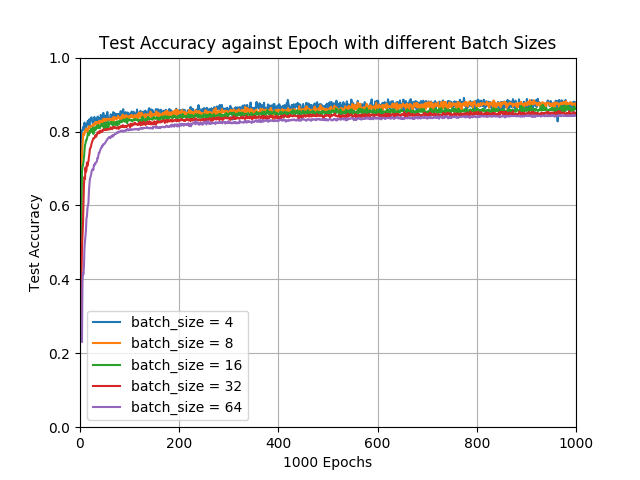 Test Accuracy against Epoch with different Batch Sizes
1.0
0.8
0.6
0.4
0.2
0.0
Test Accuracy
batch_size = 4
batch_size = 8
batch_size = 16
batch_size = 32
batch_size = 64
0 200 400 600 800 1000
1000 Epochs